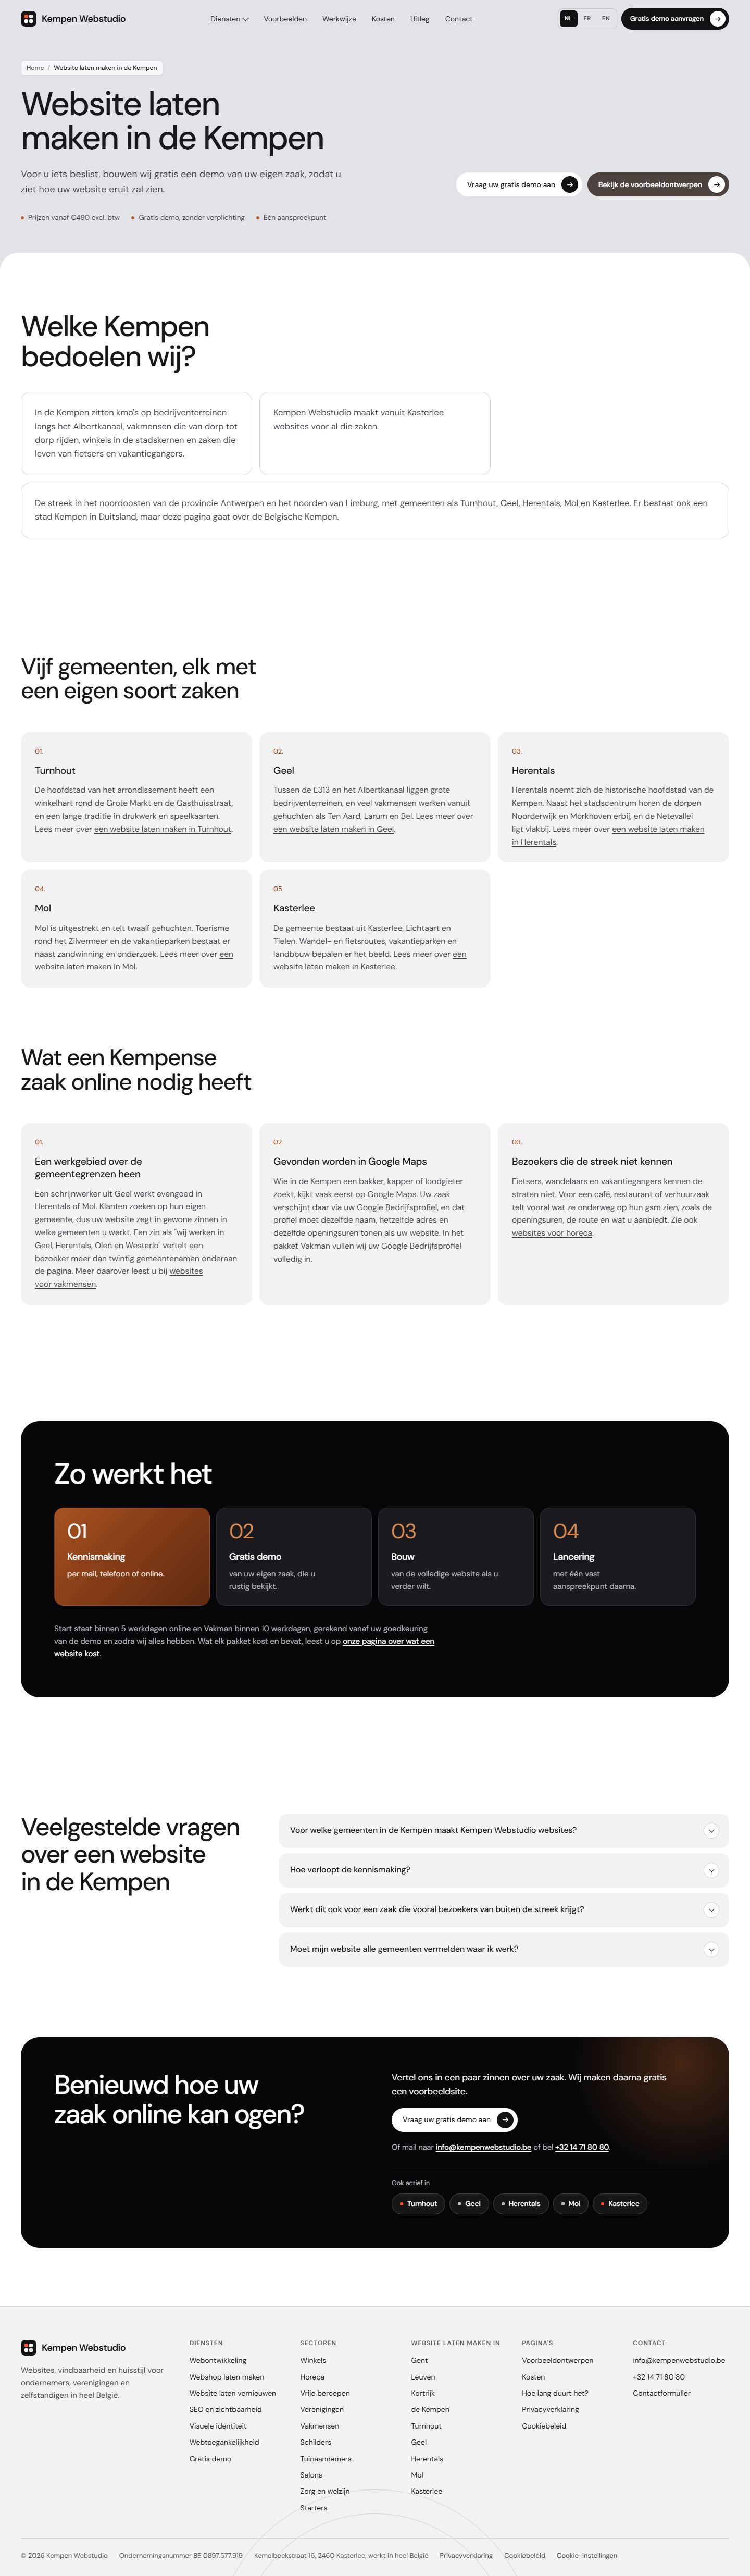 Kempen Webstudio
Diensten
Voorbeelden
Werkwijze
Kosten
Uitleg
Contact
NL
FR
EN
Gratis demo aanvragen
Home / Website laten maken in de Kempen
Website laten
maken in de Kempen
Voor u iets beslist, bouwen wij gratis een demo van uw eigen zaak, zodat u
ziet hoe uw website eruit zal zien.
Vraag uw gratis demo aan
Bekijk de voorbeeldontwerpen
Prijzen vanaf €490 excl. btw
Gratis demo, zonder verplichting
Eén aanspreekpunt
Welke Kempen
bedoelen wij?
In de Kempen zitten kmo's op bedrijventerreinen
langs het Albertkanaal, vakmensen die van dorp tot
dorp rijden, winkels in de stadskernen en zaken die
leven van fietsers en vakantiegangers.
Kempen Webstudio maakt vanuit Kasterlee
websites voor al die zaken.
De streek in het noordoosten van de provincie Antwerpen en het noorden van Limburg, met gemeenten als Turnhout, Geel, Herentals, Mol en Kasterlee. Er bestaat ook een
stad Kempen in Duitsland, maar deze pagina gaat over de Belgische Kempen.
Vijf gemeenten, elk met
een eigen soort zaken
01.
Turnhout
De hoofdstad van het arrondissement heeft een
winkelhart rond de Grote Markt en de Gasthuisstraat,
en een lange traditie in drukwerk en speelkaarten.
Lees meer over een website laten maken in Turnhout.
02.
Geel
Tussen de E313 en het Albertkanaal liggen grote
bedrijventerreinen, en veel vakmensen werken vanuit
gehuchten als Ten Aard, Larum en Bel. Lees meer over
een website laten maken in Geel.
03.
Herentals
Herentals noemt zich de historische hoofdstad van de
Kempen. Naast het stadscentrum horen de dorpen
Noorderwijk en Morkhoven erbij, en de Netevallei
ligt vlakbij. Lees meer over een website laten maken
in Herentals.
04.
Mol
Mol is uitgestrekt en telt twaalf gehuchten. Toerisme
rond het Zilvermeer en de vakantieparken bestaat er
naast zandwinning en onderzoek. Lees meer over een
website laten maken in Mol.
05.
Kasterlee
De gemeente bestaat uit Kasterlee, Lichtaart en
Tielen. Wandel- en fietsroutes, vakantieparken en
landbouw bepalen er het beeld. Lees meer over een
website laten maken in Kasterlee.
Wat een Kempense
zaak online nodig heeft
01.
Een werkgebied over de
gemeentegrenzen heen
Een schrijnwerker uit Geel werkt evengoed in
Herentals of Mol. Klanten zoeken op hun eigen
gemeente, dus uw website zegt in gewone zinnen in
welke gemeenten u werkt. Een zin als "wij werken in
Geel, Herentals, Olen en Westerlo" vertelt een
bezoeker meer dan twintig gemeentenamen onderaan
de pagina. Meer daarover leest u bij websites
voor vakmensen.
02.
Gevonden worden in Google Maps
Wie in de Kempen een bakker, kapper of loodgieter
zoekt, kijkt vaak eerst op Google Maps. Uw zaak
verschijnt daar via uw Google Bedrijfsprofiel, en dat
profiel moet dezelfde naam, hetzelfde adres en
dezelfde openingsuren tonen als uw website. In het
pakket Vakman vullen wij uw Google Bedrijfsprofiel
volledig in.
03.
Bezoekers die de streek niet kennen
Fietsers, wandelaars en vakantiegangers kennen de
straten niet. Voor een café, restaurant of verhuurzaak
telt vooral wat ze onderweg op hun gsm zien, zoals de
openingsuren, de route en wat u aanbiedt. Zie ook
websites voor horeca.
Zo werkt het
01
Kennismaking
per mail, telefoon of online.
02
Gratis demo
van uw eigen zaak, die u
rustig bekijkt.
03
Bouw
van de volledige website als u
verder wilt.
04
Lancering
met één vast
aanspreekpunt daarna.
Start staat binnen 5 werkdagen online en Vakman binnen 10 werkdagen, gerekend vanaf uw goedkeuring
van de demo en zodra wij alles hebben. Wat elk pakket kost en bevat, leest u op onze pagina over wat een
website kost.
Veelgestelde vragen
over een website
in de Kempen
Voor welke gemeenten in de Kempen maakt Kempen Webstudio websites?
Hoe verloopt de kennismaking?
Werkt dit ook voor een zaak die vooral bezoekers van buiten de streek krijgt?
Moet mijn website alle gemeenten vermelden waar ik werk?
Benieuwd hoe uw
zaak online kan ogen?
Vertel ons in een paar zinnen over uw zaak. Wij maken daarna gratis
een voorbeeldsite.
Vraag uw gratis demo aan
Of mail naar info@kempenwebstudio.be of bel +32 14 71 80 80.
Ook actief in
Turnhout
Geel
Herentals
Mol
Kasterlee
Kempen Webstudio
Websites, vindbaarheid en huisstijl voor
ondernemers, verenigingen en
zelfstandigen in heel België.
DIENSTEN
Webontwikkeling
Webshop laten maken
Website laten vernieuwen
SEO en zichtbaarheid
Visuele identiteit
Webtoegankelijkheid
Gratis demo
SECTOREN
Winkels
Horeca
Vrije beroepen
Verenigingen
Vakmensen
Schilders
Tuinaannemers
Salons
Zorg en welzijn
Starters
WEBSITE LATEN MAKEN IN
Gent
Leuven
Kortrijk
de Kempen
Turnhout
Geel
Herentals
Mol
Kasterlee
PAGINA'S
Voorbeeldontwerpen
Kosten
Hoe lang duurt het?
Privacyverklaring
Cookiebeleid
CONTACT
info@kempenwebstudio.be
+32 14 71 80 80
Contactformulier
© 2026 Kempen Webstudio
Ondernemingsnummer BE 0897.577.919
Kemelbeekstraat 16, 2460 Kasterlee, werkt in heel België
Privacyverklaring
Cookiebeleid
Cookie-instellingen